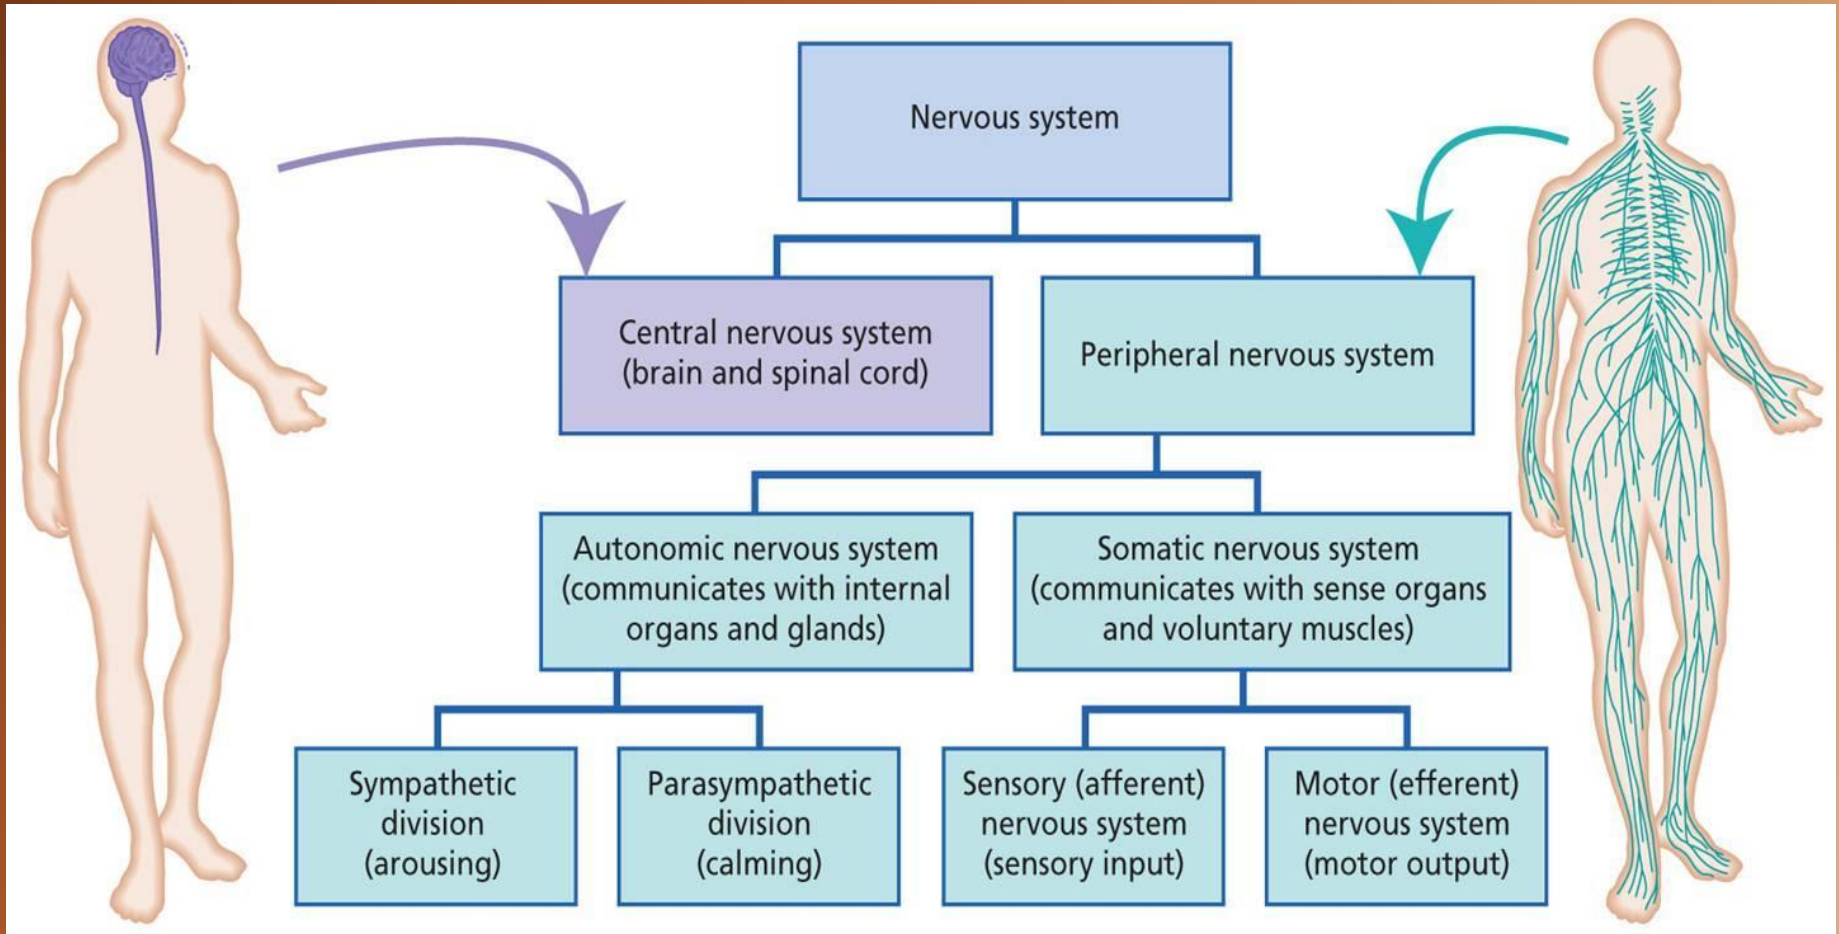 Nervous system
Central nervous system
(brain and spinal cord)
Peripheral nervous system
Autonomic nervous system
(communicates with internal
organs and glands)
Somatic nervous system
(communicates with sense organs
and voluntary muscles)
Sympathetic
division
(arousing)
Parasympathetic
division
(calming)
Sensory (afferent)
nervous system
(sensory input)
Motor (efferent)
nervous system
(motor output)